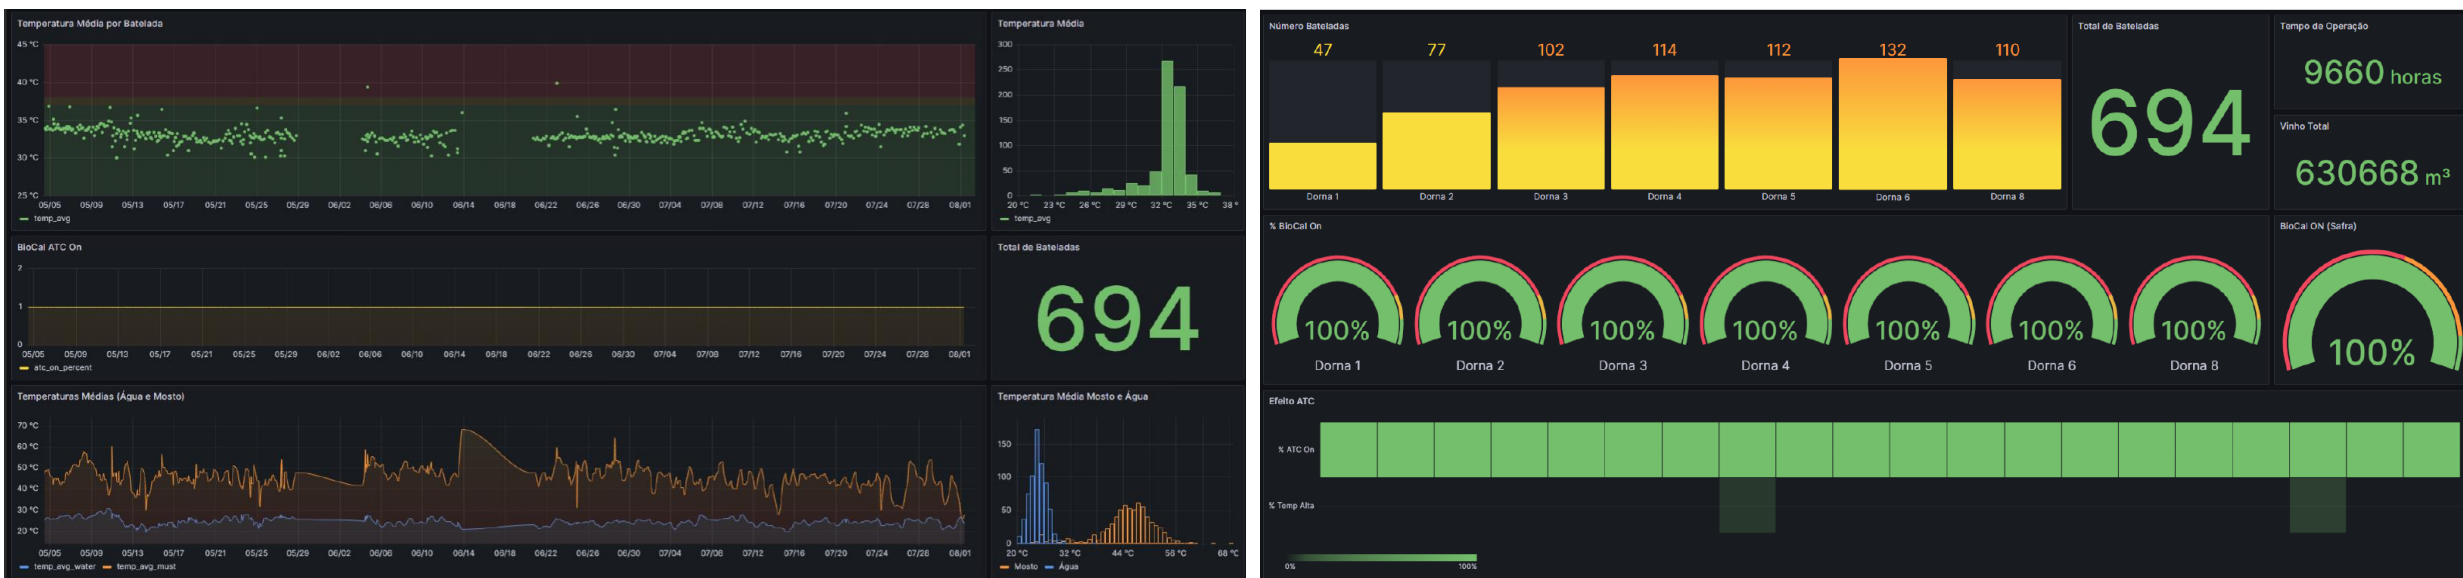 Temperatura Média por Batelada
45 °C
40 °C
35 °C
30 °C
25 °C
05/05 05/09 05/13 05/17 05/21 05/25 05/29 06/02 06/06 06/10 06/14 06/18 06/22 06/26 06/30 07/04 07/08 07/12 07/16 07/20 07/24 07/28 08/01
temp_avg
Temperatura Média
300
250
200
150
100
50
0
20 °C 23 °C 26 °C 29 °C 32 °C 35 °C 38 °
temp_avg
BioCal ATC On
2
1
0
05/05 05/09 05/13 05/17 05/21 05/25 05/29 06/02 06/06 06/10 06/14 06/18 06/22 06/26 06/30 07/04 07/08 07/12 07/16 07/20 07/24 07/28 08/01
atc_on_percent
Total de Bateladas
694
Temperaturas Médias (Água e Mosto)
70 °C
60 °C
50 °C
40 °C
30 °C
20 °C
05/05 05/09 05/13 05/17 05/21 05/25 05/29 06/02 06/06 06/10 06/14 06/18 06/22 06/26 06/30 07/04 07/08 07/12 07/16 07/20 07/24 07/28 08/01
temp_avg_water temp_avg_must
Temperatura Média Mosto e Água
150
100
50
0
20 °C 32 °C 44 °C 56 °C 68 °C
Mosto Água
Número Bateladas
47 77 102 114 112 132 110
Dorna 1 Dorna 2 Dorna 3 Dorna 4 Dorna 5 Dorna 6 Dorna 8
Total de Bateladas
694
Tempo de Operação
9660 horas
Vinho Total
630668 m³
% BioCal On
100% 100% 100% 100% 100% 100% 100%
Dorna 1 Dorna 2 Dorna 3 Dorna 4 Dorna 5 Dorna 6 Dorna 8
BioCal ON (Safra)
100%
Efeito ATC
% ATC On
% Temp Alta
0% 100%